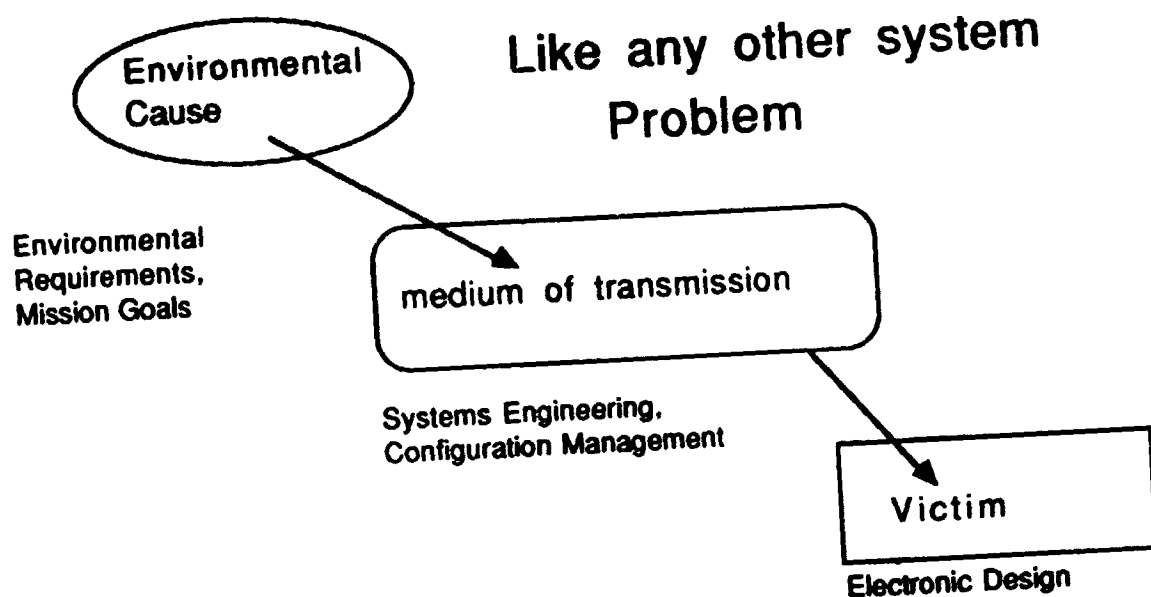 Like any other system
Problem
Environmental
Cause
Environmental
Requirements,
Mission Goals
medium of transmission
Systems Engineering,
Configuration Management
Victim
Electronic Design